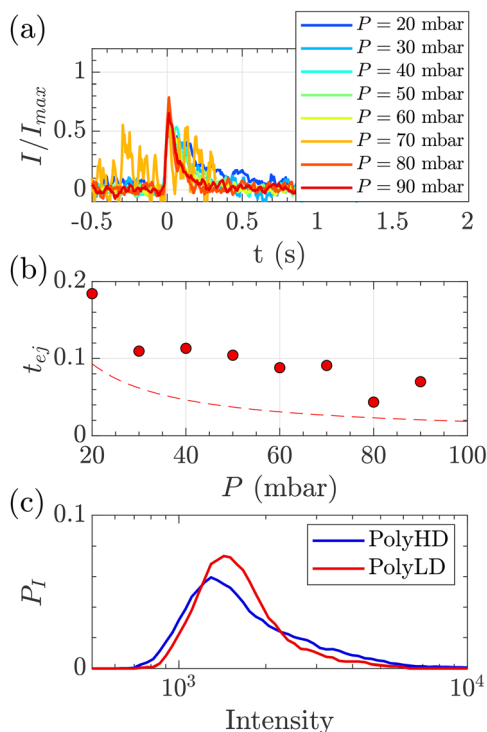 (a)
P = 20 mbar
P = 30 mbar
P = 40 mbar
P = 50 mbar
P = 60 mbar
P = 70 mbar
P = 80 mbar
P = 90 mbar
I/I_max
1
0.5
0
-0.5 0 0.5 1 1.5 2
t (s)
(b)
t_ej
0.2
0.1
0
20 40 60 80 100
P (mbar)
(c)
P_I
0.1
0
PolyHD
PolyLD
10^3 10^4
Intensity